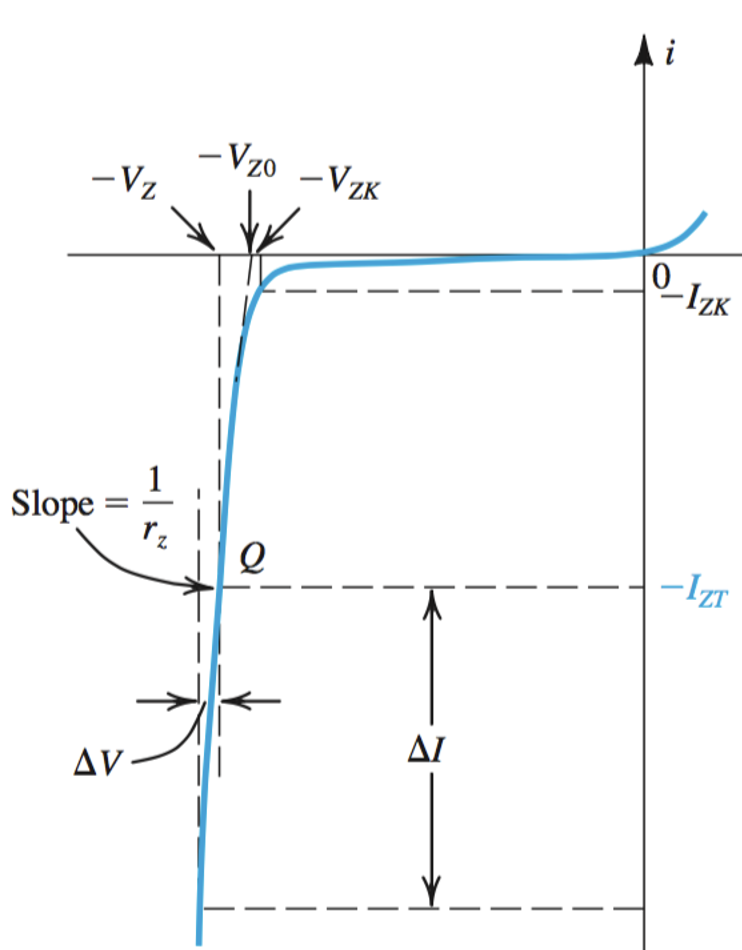 i
−V_Z0
−V_Z
−V_ZK
0
−I_ZK
Slope = 1/r_z
Q
−I_ZT
ΔV
ΔI